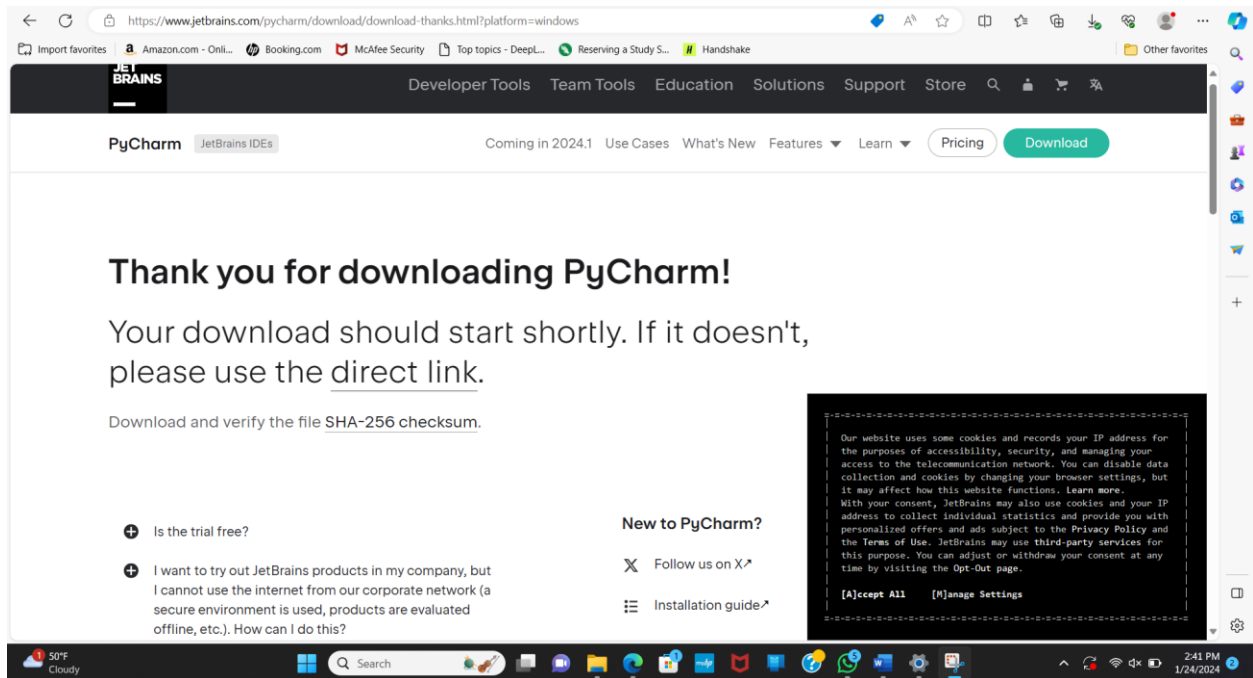 https://www.jetbrains.com/pycharm/download/download-thanks.html?platform=windows
Import favorites Amazon.com - Onli... Booking.com McAfee Security Top topics - DeepL... Reserving a Study S... Handshake Other favorites
JET
BRAINS
Developer Tools Team Tools Education Solutions Support Store
PyCharm JetBrains IDEs Coming in 2024.1 Use Cases What's New Features Learn Pricing Download
Thank you for downloading PyCharm!
Your download should start shortly. If it doesn't,
please use the direct link.
Download and verify the file SHA-256 checksum.
Is the trial free?
I want to try out JetBrains products in my company, but
I cannot use the internet from our corporate network (a
secure environment is used, products are evaluated
offline, etc.). How can I do this?
New to PyCharm?
Follow us on X↗
Installation guide↗
Our website uses some cookies and records your IP address for
the purposes of accessibility, security, and managing your
access to the telecommunication network. You can disable data
collection and cookies by changing your browser settings, but
it may affect how this website functions. Learn more.
With your consent, JetBrains may also use cookies and your IP
address to collect individual statistics and provide you with
personalized offers and ads subject to the Privacy Policy and
the Terms of Use. JetBrains may use third-party services for
this purpose. You can adjust or withdraw your consent at any
time by visiting the Opt-Out page.
[A]ccept All [M]anage Settings
1 50°F
Cloudy
Search
2:41 PM
1/24/2024
2